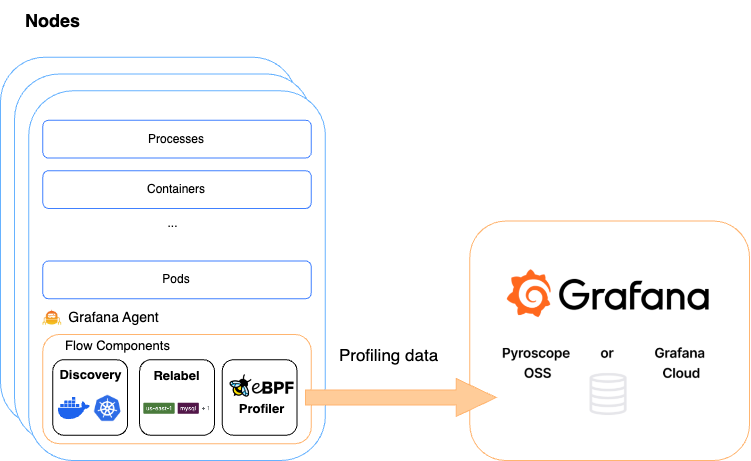 Nodes
Processes
Containers
...
Pods
Grafana Agent
Flow Components
Discovery
Relabel
us-east-1
mysql
+ 1
eBPF
Profiler
Profiling data
Grafana
Pyroscope
OSS
or
Grafana
Cloud